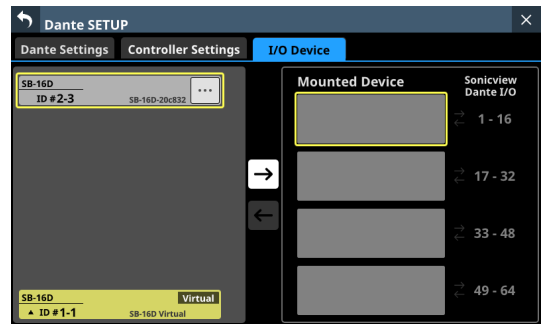 Dante SETUP
Dante Settings
Controller Settings
I/O Device
SB-16D
ID #2-3
SB-16D-20c832
...
Mounted Device
Sonicview
Dante I/O
1 - 16
17 - 32
33 - 48
49 - 64
SB-16D
Virtual
▲ ID #1-1
SB-16D Virtual